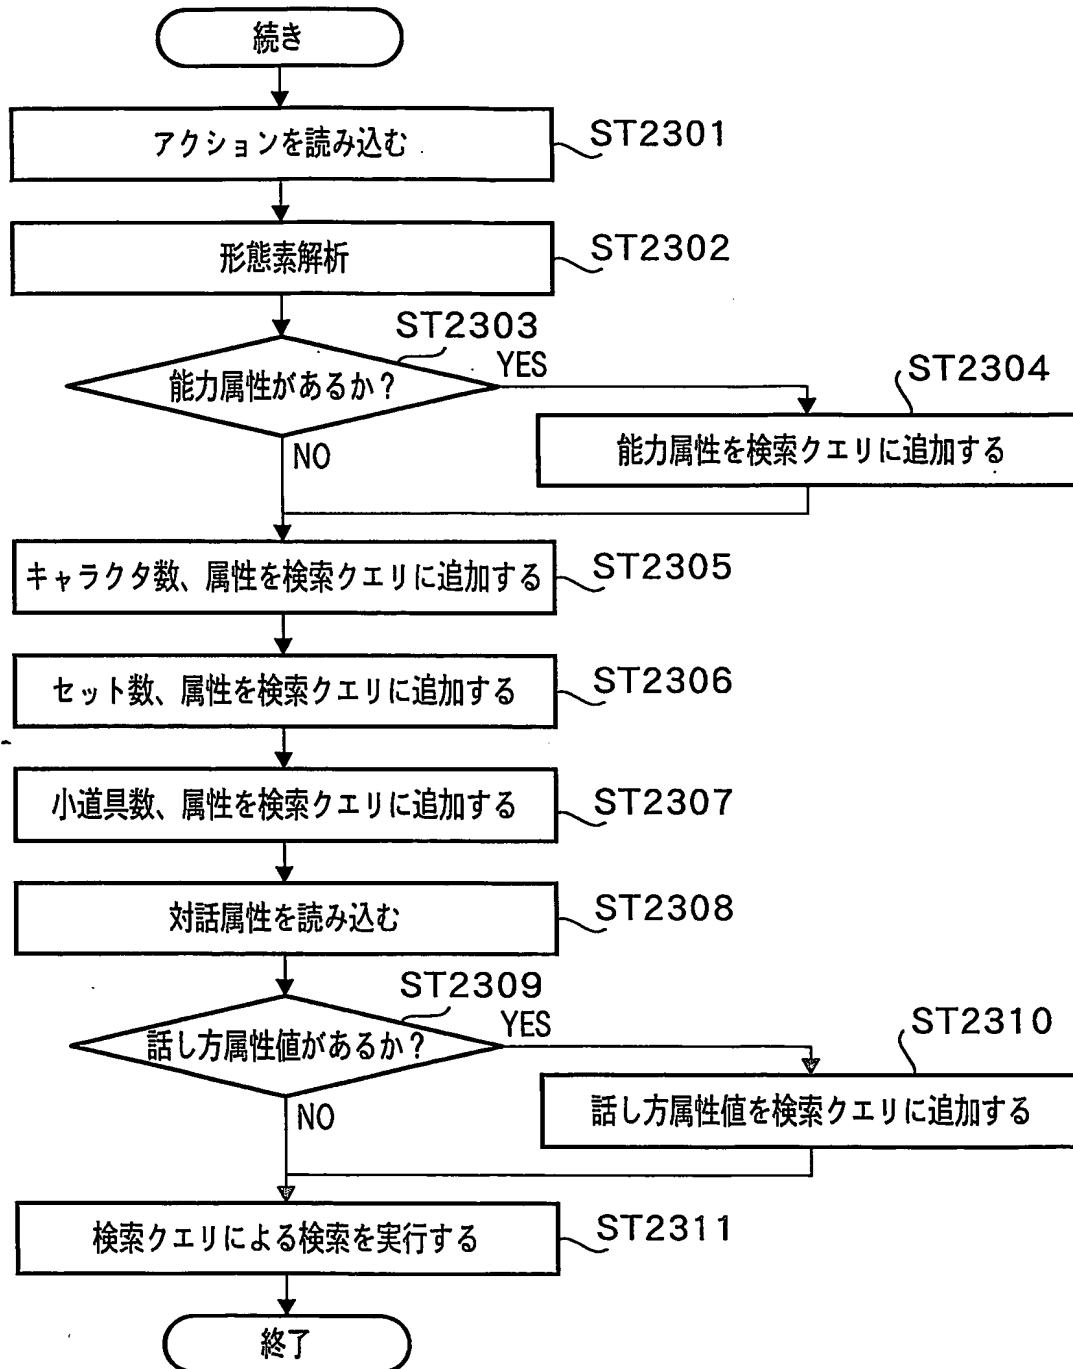 続き
アクションを読み込む
ST2301
形態素解析
ST2302
ST2303
能力属性があるか?
YES
NO
ST2304
能力属性を検索クエリに追加する
キャラクタ数、属性を検索クエリに追加する
ST2305
セット数、属性を検索クエリに追加する
ST2306
小道具数、属性を検索クエリに追加する
ST2307
対話属性を読み込む
ST2308
ST2309
話し方属性値があるか?
YES
NO
ST2310
話し方属性値を検索クエリに追加する
検索クエリによる検索を実行する
ST2311
終了